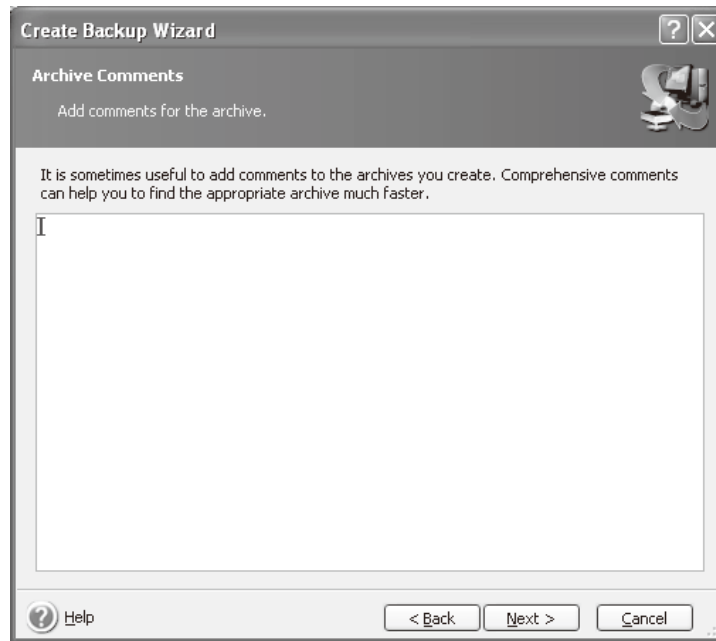 Create Backup Wizard
Archive Comments
Add comments for the archive.
It is sometimes useful to add comments to the archives you create. Comprehensive comments
can help you to find the appropriate archive much faster.
Help
< Back
Next >
Cancel